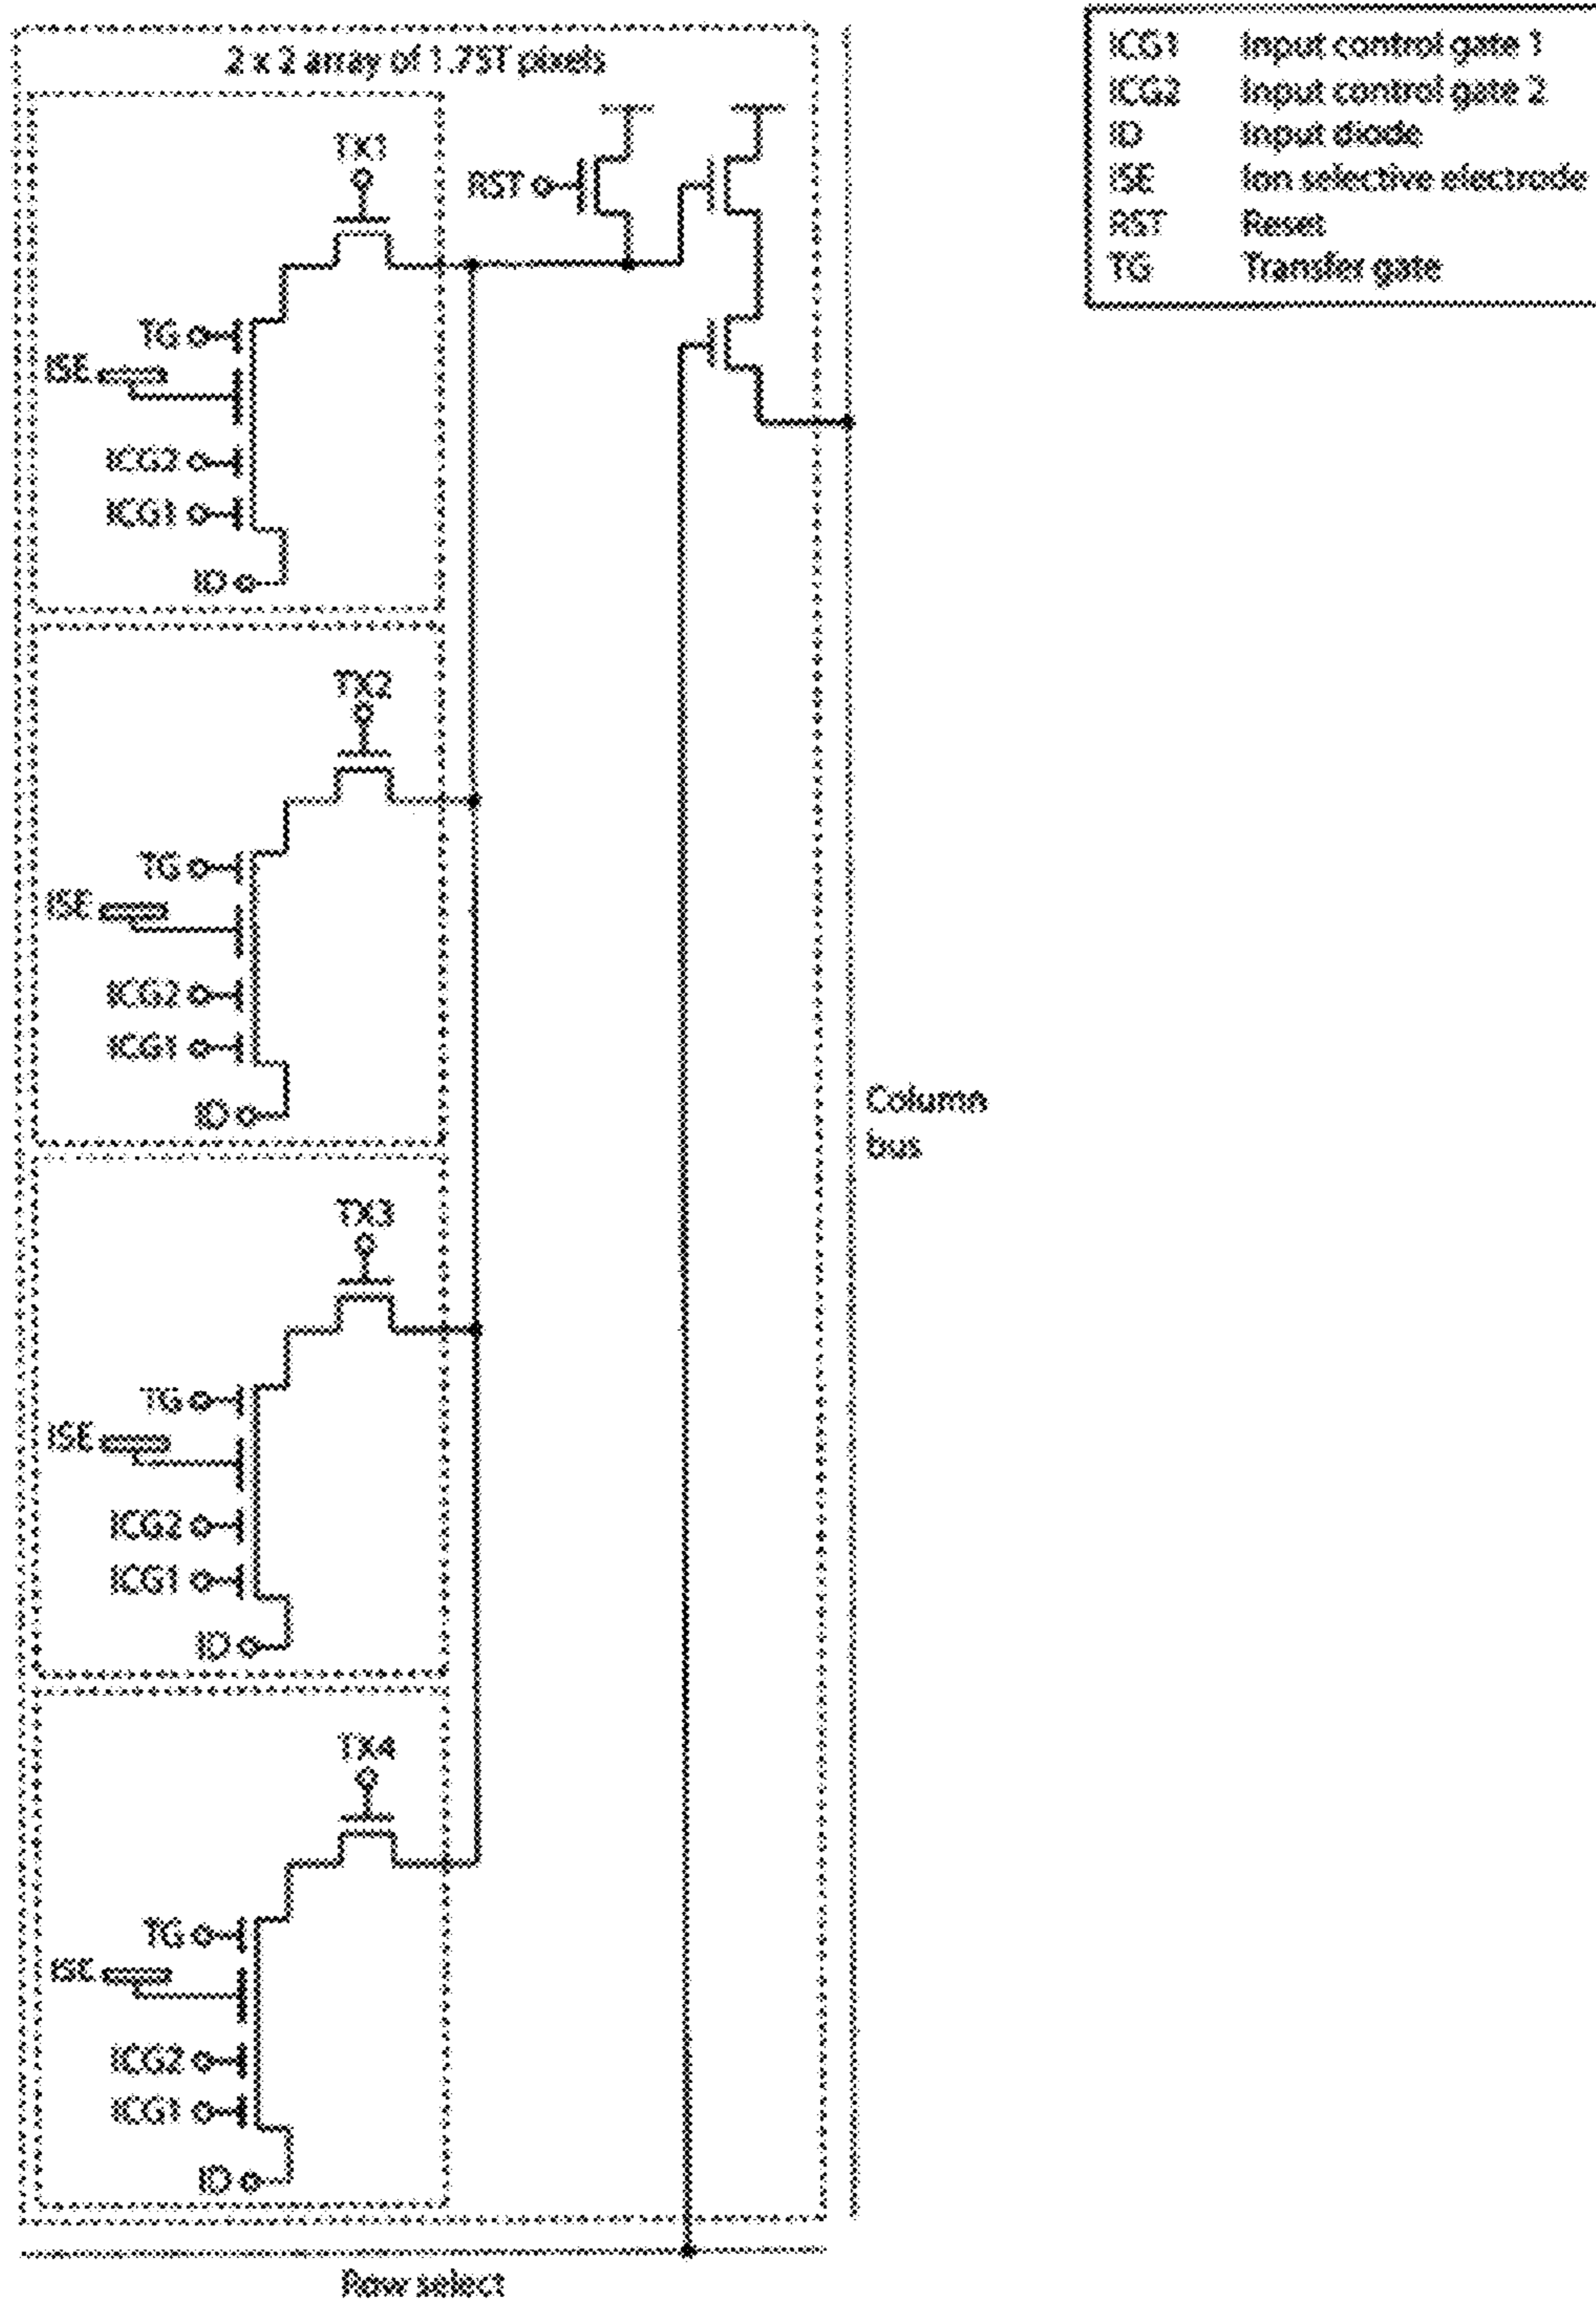 2 x 2 array of 1.75T pixels
TX1
RST
TG
ISE
ICG2
ICG1
ID
TX2
TG
ISE
ICG2
ICG1
ID
TX3
TG
ISE
ICG2
ICG1
ID
TX4
TG
ISE
ICG2
ICG1
ID
Column
bus
Row select
ICG1 Input control gate 1
ICG2 Input control gate 2
ID Input diode
ISE Ion selective electrode
RST Reset
TG Transfer gate